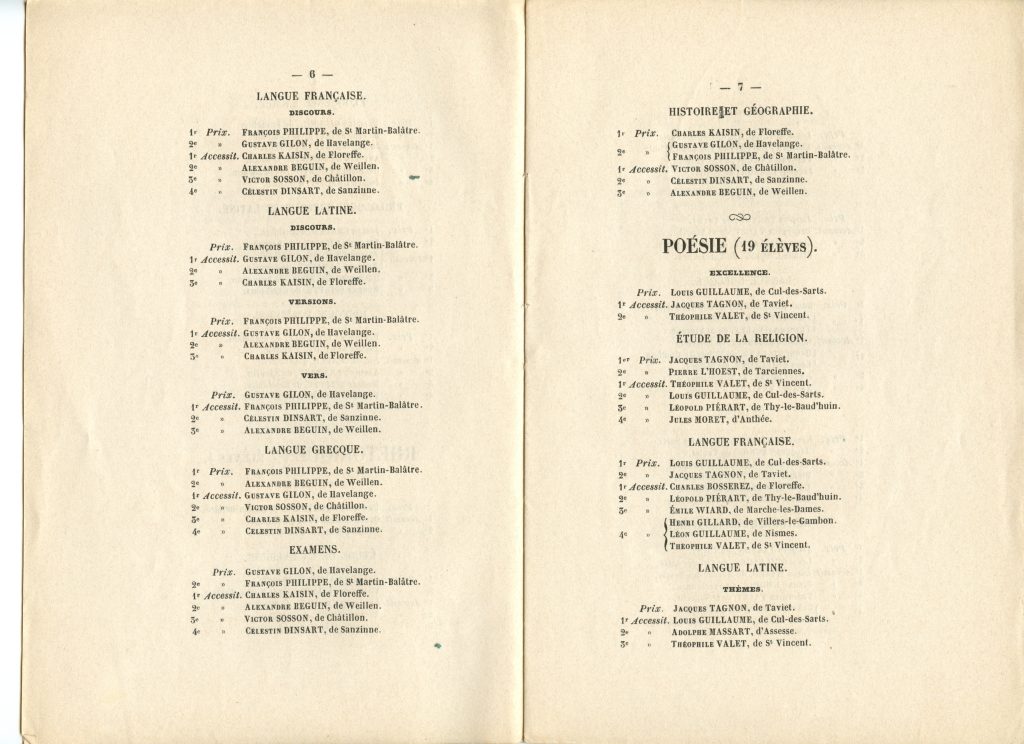 — 6 —
LANGUE FRANÇAISE.
DISCOURS.
1r Prix. FRANÇOIS PHILIPPE, de St Martin-Balâtre.
2e » GUSTAVE GILON, de Havelange.
1r Accessit. CHARLES KAISIN, de Floreffe.
2e » ALEXANDRE BEGUIN, de Weillen.
3e » VICTOR SOSSON, de Châtillon.
4e » CÉLESTIN DINSART, de Sanzinne.
LANGUE LATINE.
DISCOURS.
Prix. FRANÇOIS PHILIPPE, de St Martin-Balâtre.
1r Accessit. GUSTAVE GILON, de Havelange.
2e » ALEXANDRE BEGUIN, de Weillen.
3e » CHARLES KAISIN, de Floreffe.
VERSIONS.
Prix. FRANÇOIS PHILIPPE, de St Martin-Balâtre.
1r Accessit. GUSTAVE GILON, de Havelange.
2e » ALEXANDRE BEGUIN, de Weillen.
3e » CHARLES KAISIN, de Floreffe.
VERS.
Prix. GUSTAVE GILON, de Havelange.
1r Accessit. FRANÇOIS PHILIPPE, de St Martin-Balâtre.
2e » CÉLESTIN DINSART, de Sanzinne.
3e » ALEXANDRE BEGUIN, de Weillen.
LANGUE GRECQUE.
1r Prix. FRANÇOIS PHILIPPE, de St Martin-Balâtre.
2e » ALEXANDRE BEGUIN, de Weillen.
1r Accessit. GUSTAVE GILON, de Havelange.
2e » VICTOR SOSSON, de Châtillon.
3e » CHARLES KAISIN, de Floreffe.
4e » CÉLESTIN DINSART, de Sanzinne.
EXAMENS.
Prix. GUSTAVE GILON, de Havelange.
2e » FRANÇOIS PHILIPPE, de St Martin-Balâtre.
1r Accessit. CHARLES KAISIN, de Floreffe.
2e » ALEXANDRE BEGUIN, de Weillen.
3e » VICTOR SOSSON, de Châtillon.
4e » CÉLESTIN DINSART, de Sanzinne.
— 7 —
HISTOIRE ET GÉOGRAPHIE.
1r Prix. CHARLES KAISIN, de Floreffe.
2e » { GUSTAVE GILON, de Havelange.
FRANÇOIS PHILIPPE, de St Martin-Balâtre.
1r Accessit. VICTOR SOSSON, de Châtillon.
2e » CÉLESTIN DINSART, de Sanzinne.
3e » ALEXANDRE BEGUIN, de Weillen.
POÉSIE (19 ÉLÈVES).
EXCELLENCE.
Prix. LOUIS GUILLAUME, de Cul-des-Sarts.
1r Accessit. JACQUES TAGNON, de Taviet.
2e » THÉOPHILE VALET, de St Vincent.
ÉTUDE DE LA RELIGION.
1er Prix. JACQUES TAGNON, de Taviet.
2e » PIERRE L'HOEST, de Tarciennes.
1r Accessit. THÉOPHILE VALET, de St Vincent.
2e » LOUIS GUILLAUME, de Cul-des-Sarts.
3e » LÉOPOLD PIÉRART, de Thy-le-Baud'huin.
4e » JULES MORET, d'Anthée.
LANGUE FRANÇAISE.
1r Prix. LOUIS GUILLAUME, de Cul-des-Sarts.
2e » JACQUES TAGNON, de Taviet.
1r Accessit. CHARLES BOSSEREZ, de Floreffe.
2e » LÉOPOLD PIÉRART, de Thy-le-Baud'huin.
3e » ÉMILE WIARD, de Marche-les-Dames.
HENRI GILLARD, de Villers-le-Gambon.
4e » { LÉON GUILLAUME, de Nismes.
THÉOPHILE VALET, de St Vincent.
LANGUE LATINE.
THÈMES.
Prix. JACQUES TAGNON, de Taviet.
1r Accessit. LOUIS GUILLAUME, de Cul-des-Sarts.
2e » ADOLPHE MASSART, d'Assesse.
3e » THÉOPHILE VALET, de St Vincent.